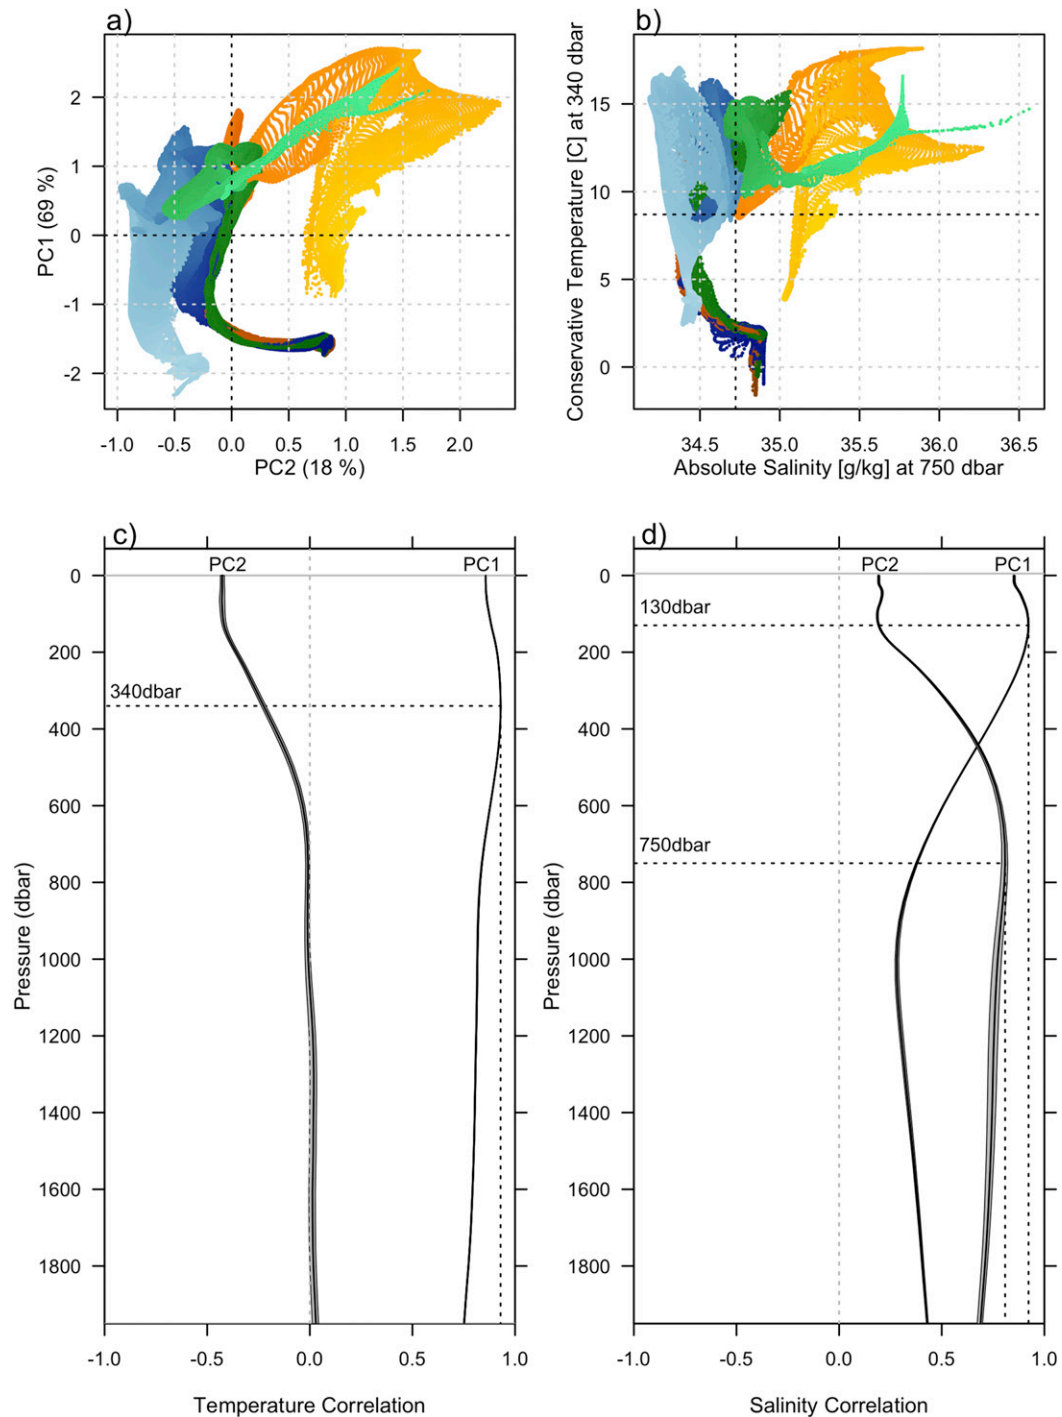 a)
PC1 (69 %)
2
1
0
-1
-2
-1.0 -0.5 0.0 0.5 1.0 1.5 2.0
PC2 (18 %)
b)
Conservative Temperature [C] at 340 dbar
15
10
5
0
34.5 35.0 35.5 36.0 36.5
Absolute Salinity [g/kg] at 750 dbar
c)
PC2 PC1
Pressure (dbar)
0
200
340dbar
400
600
800
1000
1200
1400
1600
1800
-1.0 -0.5 0.0 0.5 1.0
Temperature Correlation
d)
PC2 PC1
Pressure (dbar)
0
130dbar
200
400
600
750dbar
800
1000
1200
1400
1600
1800
-1.0 -0.5 0.0 0.5 1.0
Salinity Correlation